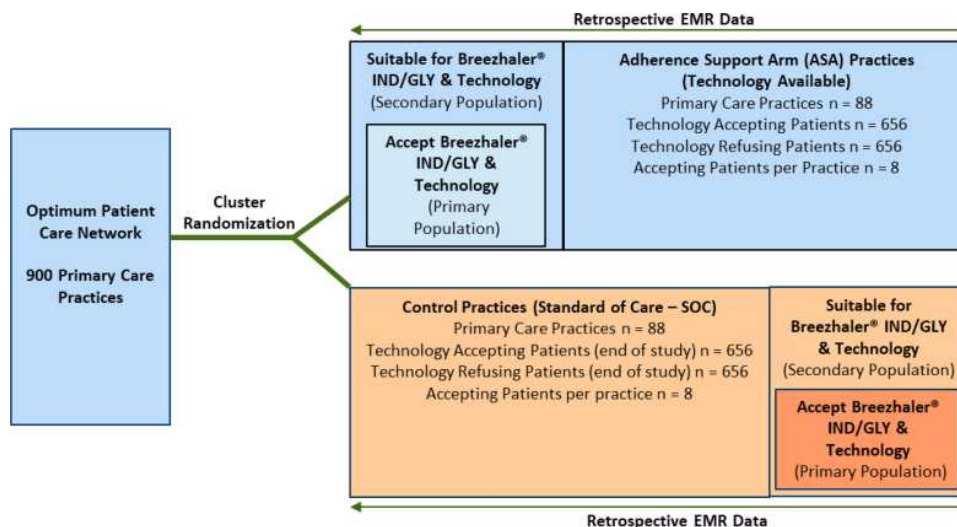 Retrospective EMR Data
Suitable for Breezhaler®
IND/GLY & Technology
(Secondary Population)
Accept Breezhaler®
IND/GLY &
Technology
(Primary
Population)
Adherence Support Arm (ASA) Practices
(Technology Available)
Primary Care Practices n = 88
Technology Accepting Patients n = 656
Technology Refusing Patients n = 656
Accepting Patients per Practice n = 8
Optimum Patient
Care Network
900 Primary Care
Practices
Cluster
Randomization
Control Practices (Standard of Care – SOC)
Primary Care Practices n = 88
Technology Accepting Patients (end of study) n = 656
Technology Refusing Patients (end of study) n = 656
Accepting Patients per practice n = 8
Suitable for
Breezhaler® IND/GLY
& Technology
(Secondary Population)
Accept Breezhaler®
IND/GLY &
Technology
(Primary Population)
Retrospective EMR Data